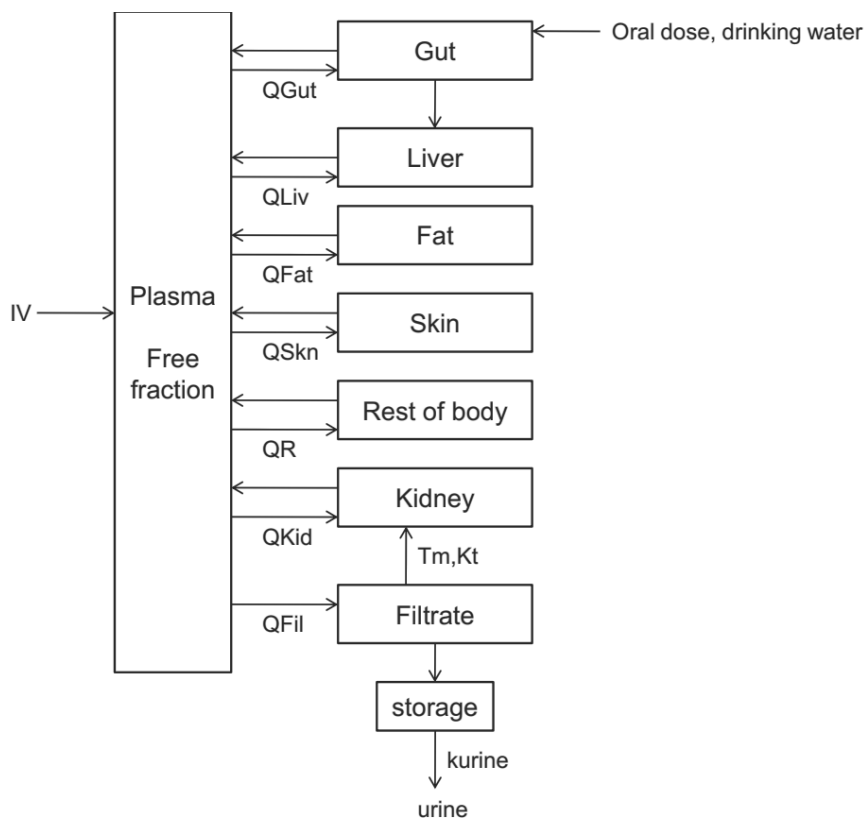 Oral dose, drinking water
Gut
QGut
Liver
QLiv
Fat
QFat
Plasma
Free
fraction
IV
Skin
QSkn
Rest of body
QR
Kidney
QKid
Tm,Kt
Filtrate
QFil
storage
kurine
urine